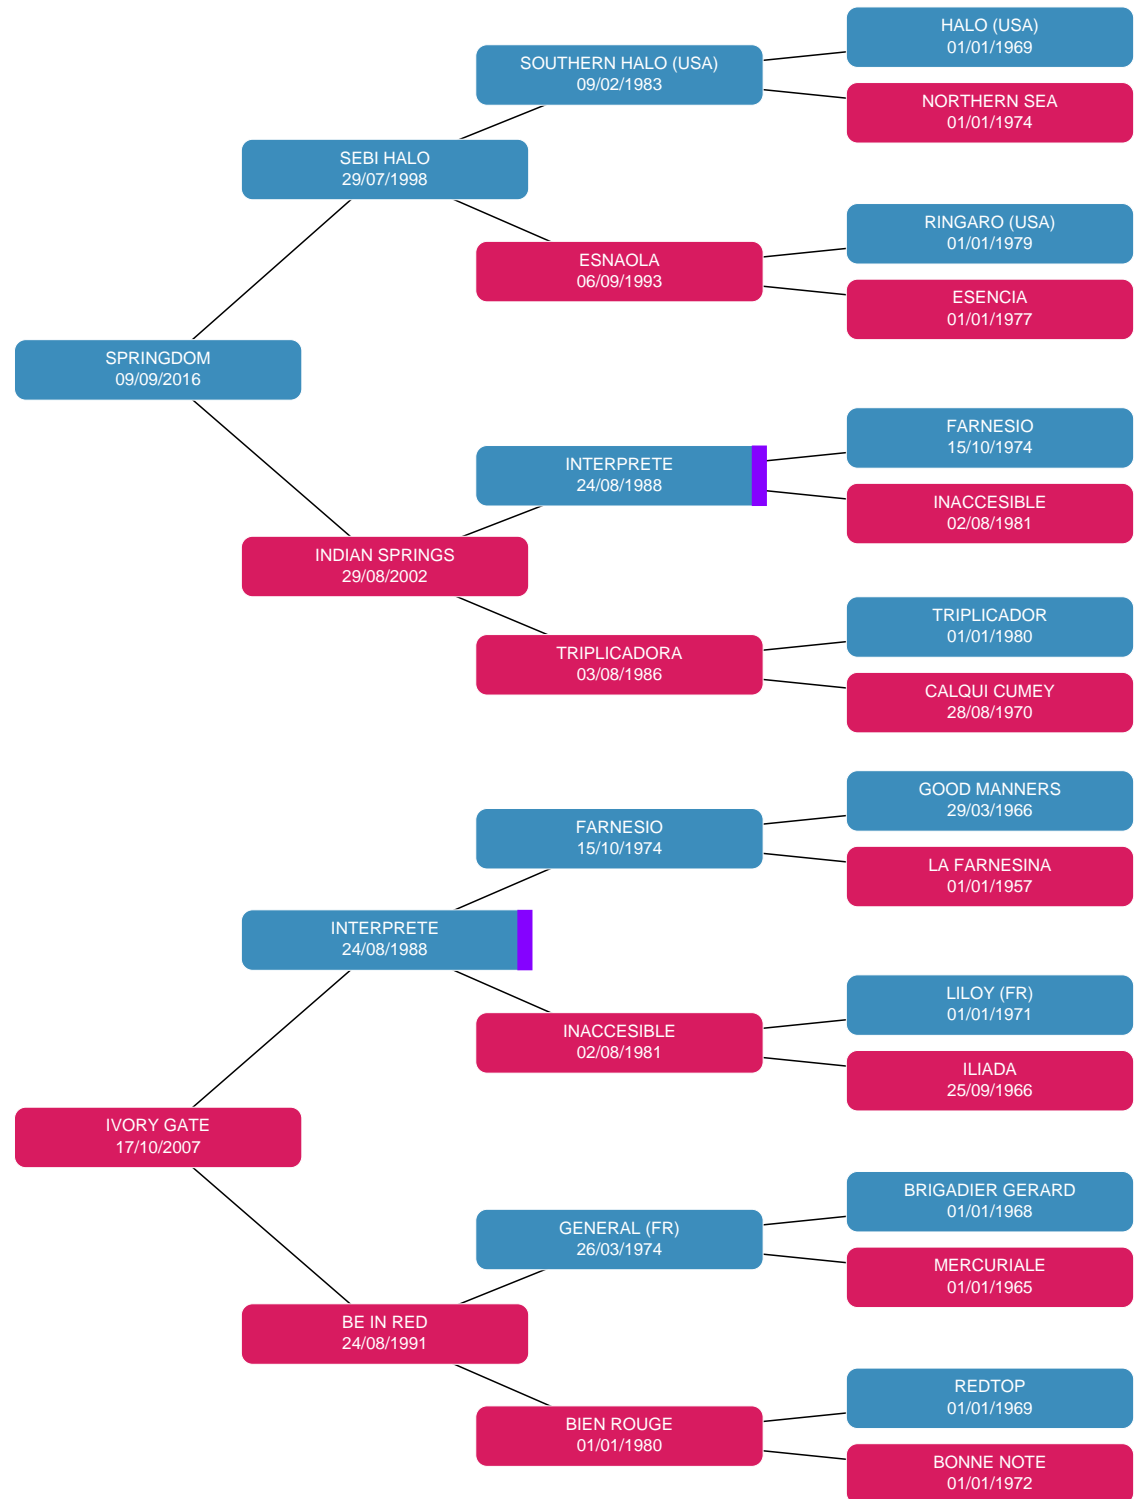 HALO (USA)
01/01/1969
SOUTHERN HALO (USA)
09/02/1983
NORTHERN SEA
01/01/1974
SEBI HALO
29/07/1998
RINGARO (USA)
01/01/1979
ESNAOLA
06/09/1993
ESENCIA
01/01/1977
SPRINGDOM
09/09/2016
FARNESIO
15/10/1974
INTERPRETE
24/08/1988
INACCESIBLE
02/08/1981
INDIAN SPRINGS
29/08/2002
TRIPLICADOR
01/01/1980
TRIPLICADORA
03/08/1986
CALQUI CUMEY
28/08/1970
GOOD MANNERS
29/03/1966
FARNESIO
15/10/1974
LA FARNESINA
01/01/1957
INTERPRETE
24/08/1988
LILOY (FR)
01/01/1971
INACCESIBLE
02/08/1981
ILIADA
25/09/1966
IVORY GATE
17/10/2007
BRIGADIER GERARD
01/01/1968
GENERAL (FR)
26/03/1974
MERCURIALE
01/01/1965
BE IN RED
24/08/1991
REDTOP
01/01/1969
BIEN ROUGE
01/01/1980
BONNE NOTE
01/01/1972